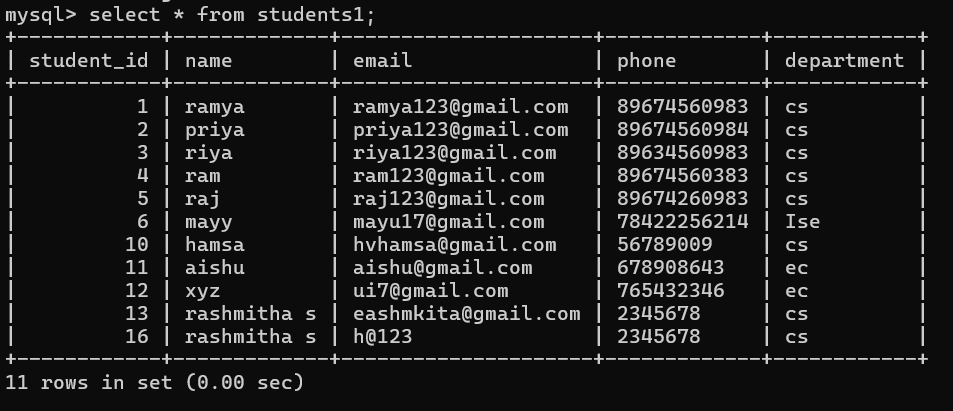 mysql> select * from students1;
+------------+-------------+----------------------+-------------+------------+
| student_id | name        | email                | phone       | department |
+------------+-------------+----------------------+-------------+------------+
|          1 | ramya       | ramya123@gmail.com   | 89674560983 | cs         |
|          2 | priya       | priya123@gmail.com   | 89674560984 | cs         |
|          3 | riya        | riya123@gmail.com    | 89634560983 | cs         |
|          4 | ram         | ram123@gmail.com     | 89674560383 | cs         |
|          5 | raj         | raj123@gmail.com     | 89674260983 | cs         |
|          6 | mayy        | mayu17@gmail.com     | 78422256214 | Ise        |
|         10 | hamsa       | hvhamsa@gmail.com    | 56789009    | cs         |
|         11 | aishu       | aishu@gmail.com      | 678908643   | ec         |
|         12 | xyz         | ui7@gmail.com        | 765432346   | ec         |
|         13 | rashmitha s | eashmkita@gmail.com  | 2345678     | cs         |
|         16 | rashmitha s | h@123                | 2345678     | cs         |
+------------+-------------+----------------------+-------------+------------+
11 rows in set (0.00 sec)